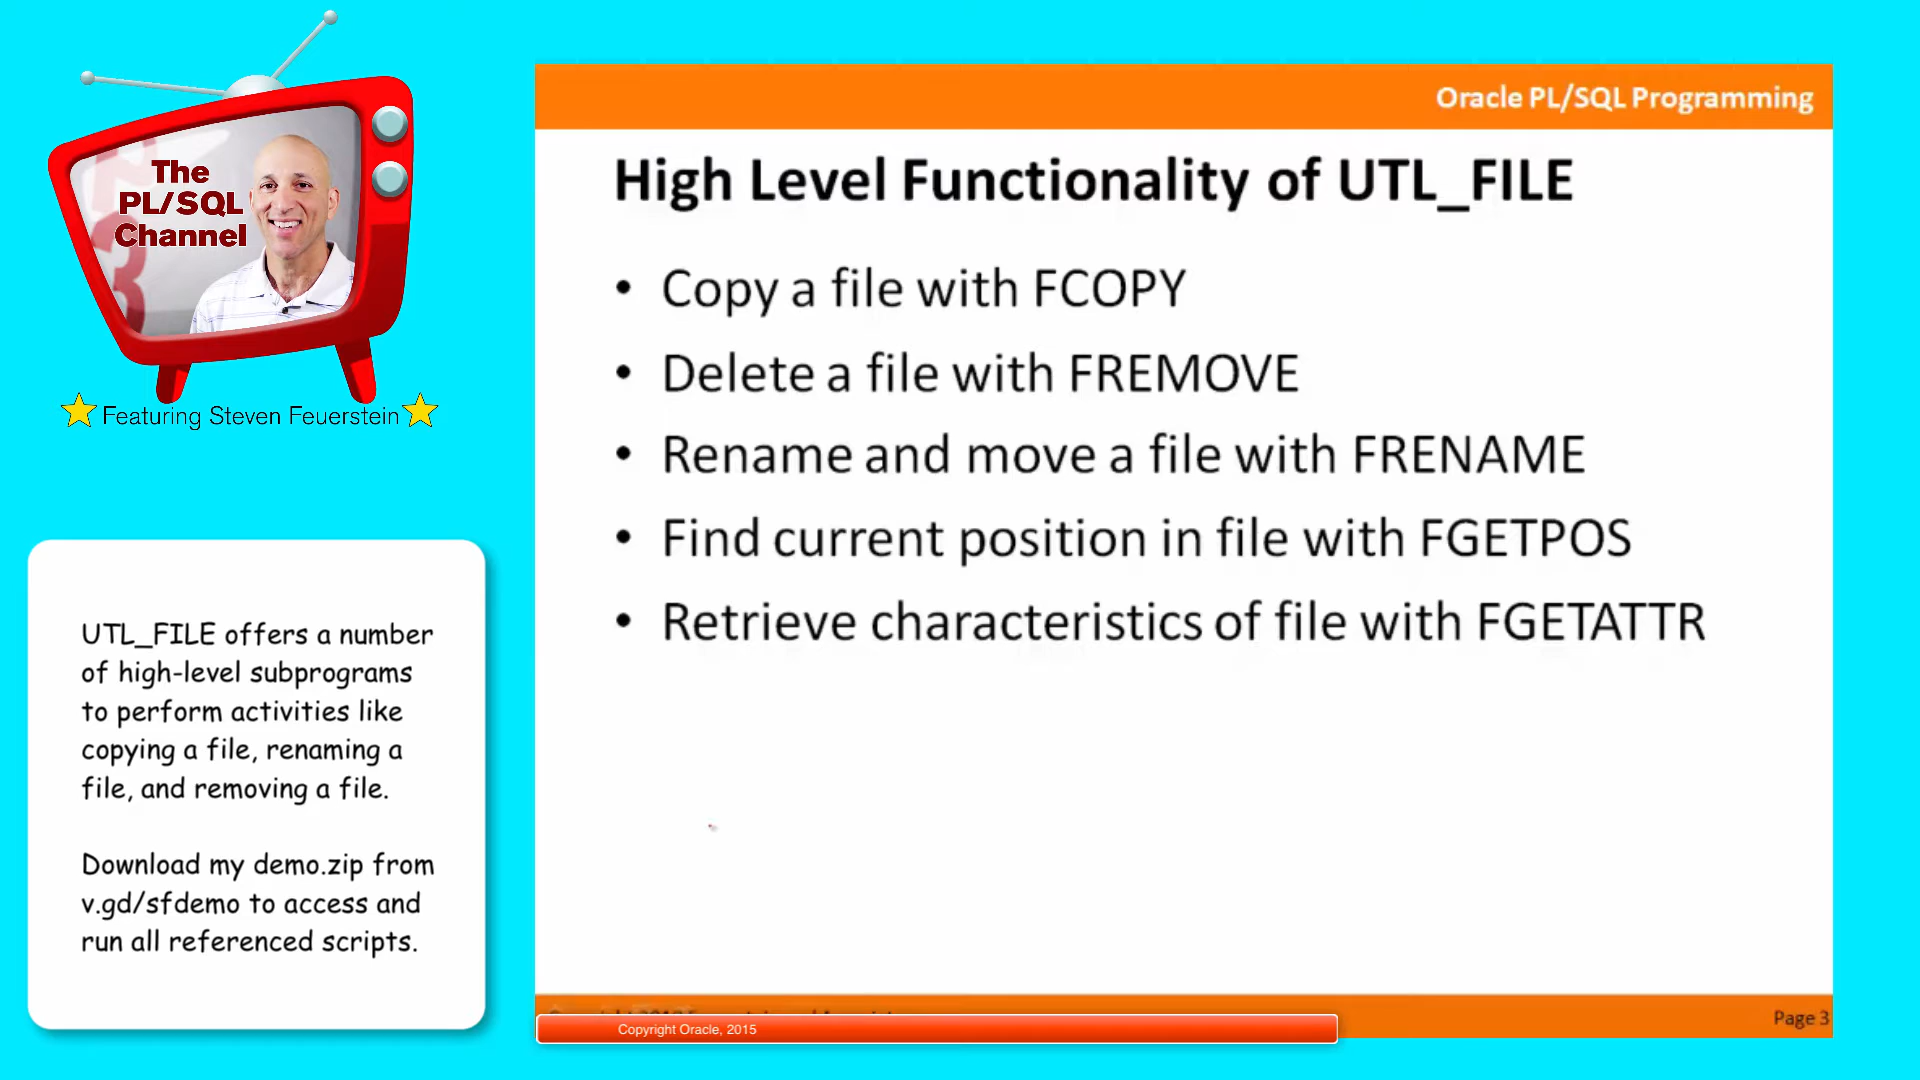 The
PL/SQL
Channel
Featuring Steven Feuerstein
UTL_FILE offers a number
of high-level subprograms
to perform activities like
copying a file, renaming a
file, and removing a file.
Download my demo.zip from
v.gd/sfdemo to access and
run all referenced scripts.
Oracle PL/SQL Programming
High Level Functionality of UTL_FILE
• Copy a file with FCOPY
• Delete a file with FREMOVE
• Rename and move a file with FRENAME
• Find current position in file with FGETPOS
• Retrieve characteristics of file with FGETATTR
Copyright Oracle, 2015
Page 3